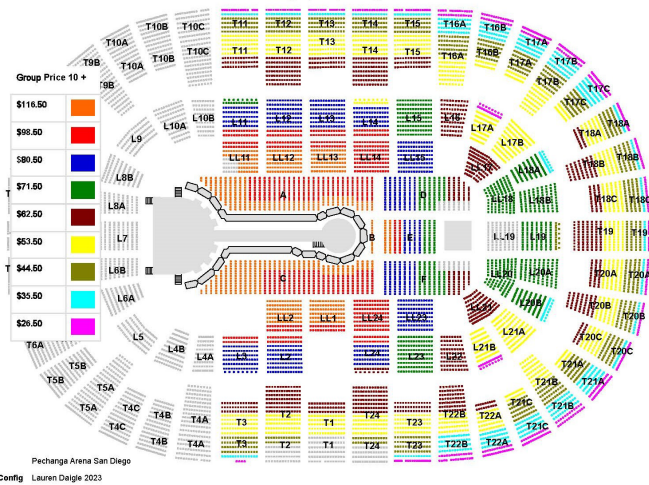 T10B T10C T11 T12 T13 T14 T15 T16A T16B T17A T17B T17C T18A T18B T18C T19 T20A T20B T20C T21A T21B T21C T22A T22B T23 T24 T1 T2 T3 T4A T4B T4C T5A T5B T6A
T10A T10B T10C T11 T12 T13 T14 T15 T16A T16B T17A T17B T17C T18A T18B
T9B T10A
T9B
Group Price 10 +
$116.50
$98.50
$80.50
$71.50
$62.50
$53.50
$44.50
$35.50
$26.50
L9 L10A L10B L11 L12 L13 L14 L15 L16 L17A L17B
LL11 LL12 LL13 LL14 LL15 L18A
L8B
L8A A D LL18 L18B T18C
L7 B E LL19 L19 T19
L6B C F LL20 L20A T20A
L6A L20B T20B
LL2 LL1 LL24 LL23 L21A
L5 L4B L4A L3 L2 L24 L23 L22 L21B T20C
T6A T5B T5A T4C T4B T4A T3 T2 T1 T24 T23 T22B T22A T21C T21B T21A
Pechanga Arena San Diego
Config Lauren Daigle 2023